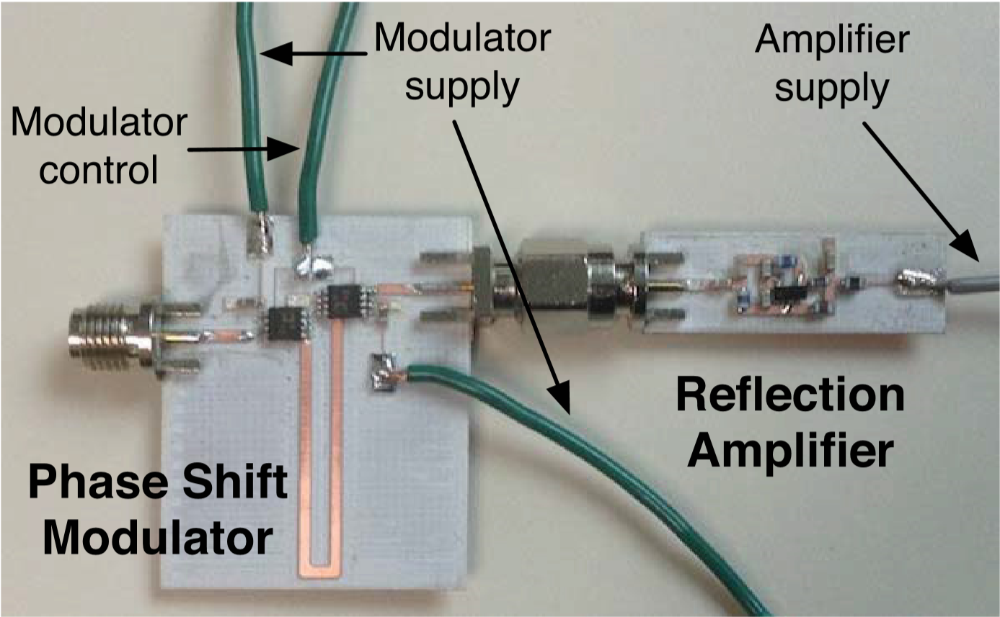 Modulator
supply
Amplifier
supply
Modulator
control
Reflection
Amplifier
Phase Shift
Modulator